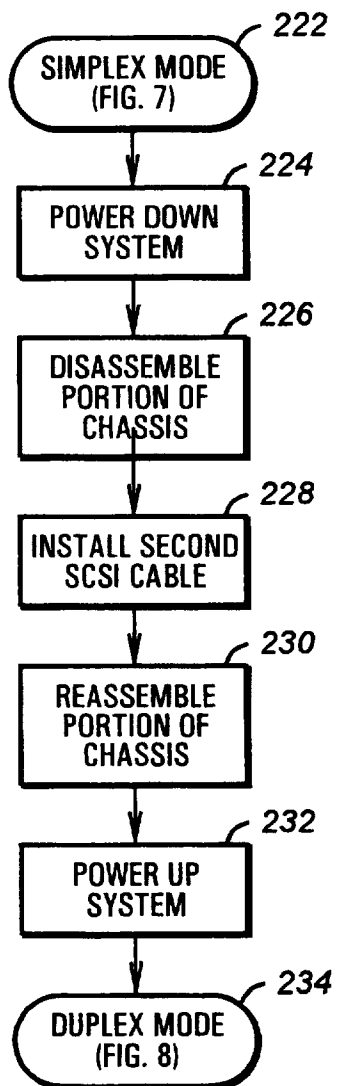 222
SIMPLEX MODE
(FIG. 7)
224
POWER DOWN
SYSTEM
226
DISASSEMBLE
PORTION OF
CHASSIS
228
INSTALL SECOND
SCSI CABLE
230
REASSEMBLE
PORTION OF
CHASSIS
232
POWER UP
SYSTEM
234
DUPLEX MODE
(FIG. 8)